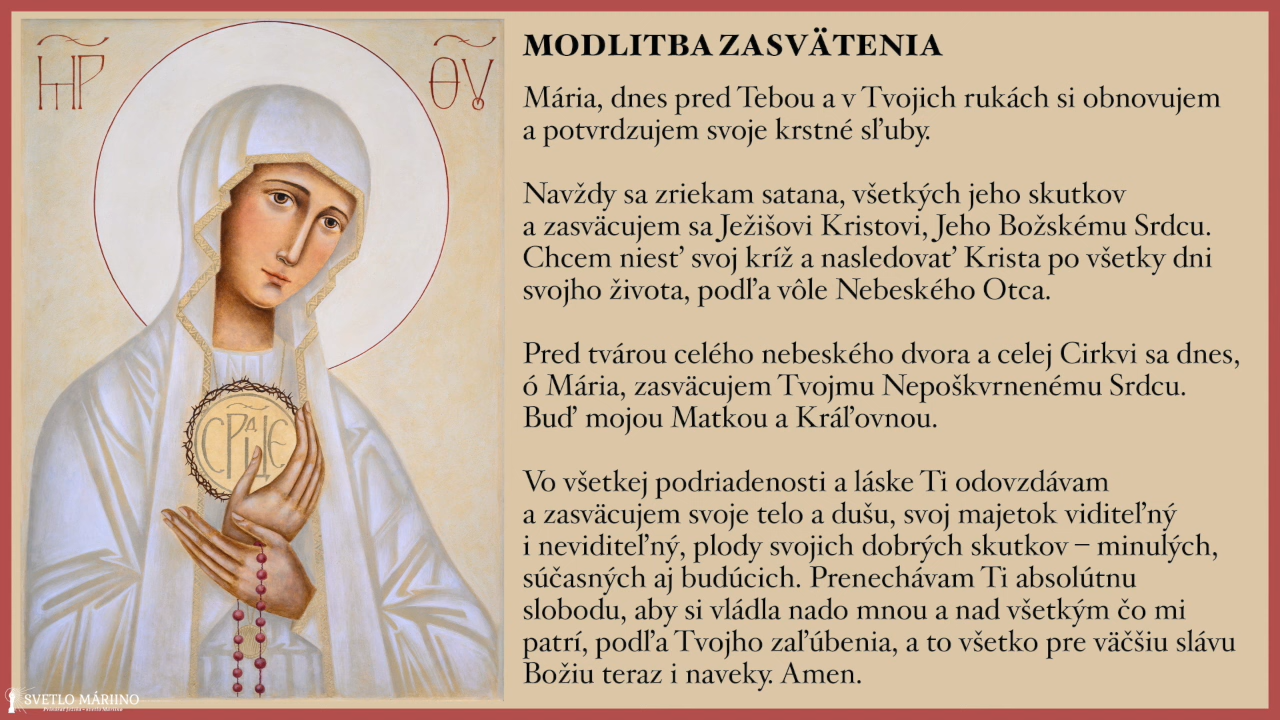 МР
ѲУ
СРДЦЕ
MODLITBA ZASVÄTENIA
Mária, dnes pred Tebou a v Tvojich rukách si obnovujem
a potvrdzujem svoje krstné sľuby.
Navždy sa zriekam satana, všetkých jeho skutkov
a zasväcujem sa Ježišovi Kristovi, Jeho Božskému Srdcu.
Chcem niesť svoj kríž a nasledovať Krista po všetky dni
svojho života, podľa vôle Nebeského Otca.
Pred tvárou celého nebeského dvora a celej Cirkvi sa dnes,
ó Mária, zasväcujem Tvojmu Nepoškvrnenému Srdcu.
Buď mojou Matkou a Kráľovnou.
Vo všetkej podriadenosti a láske Ti odovzdávam
a zasväcujem svoje telo a dušu, svoj majetok viditeľný
i neviditeľný, plody svojich dobrých skutkov – minulých,
súčasných aj budúcich. Prenechávam Ti absolútnu
slobodu, aby si vládla nado mnou a nad všetkým čo mi
patrí, podľa Tvojho zaľúbenia, a to všetko pre väčšiu slávu
Božiu teraz i naveky. Amen.
SVETLO MÁRIINO